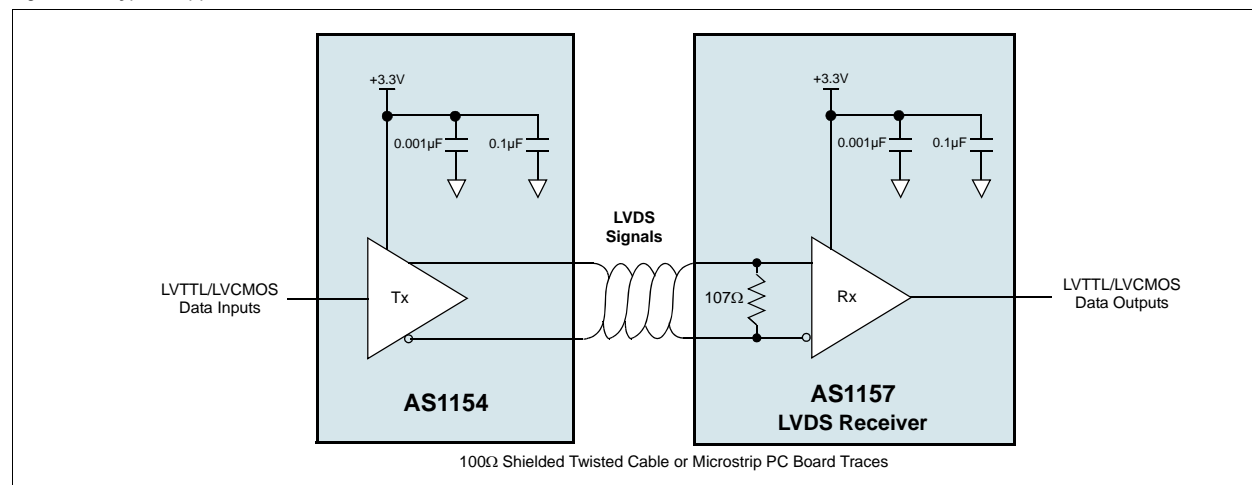 +3.3V
0.001µF
0.1µF
LVTTL/LVCMOS
Data Inputs
Tx
AS1154
LVDS
Signals
+3.3V
0.001µF
0.1µF
107Ω
Rx
LVTTL/LVCMOS
Data Outputs
AS1157
LVDS Receiver
100Ω Shielded Twisted Cable or Microstrip PC Board Traces